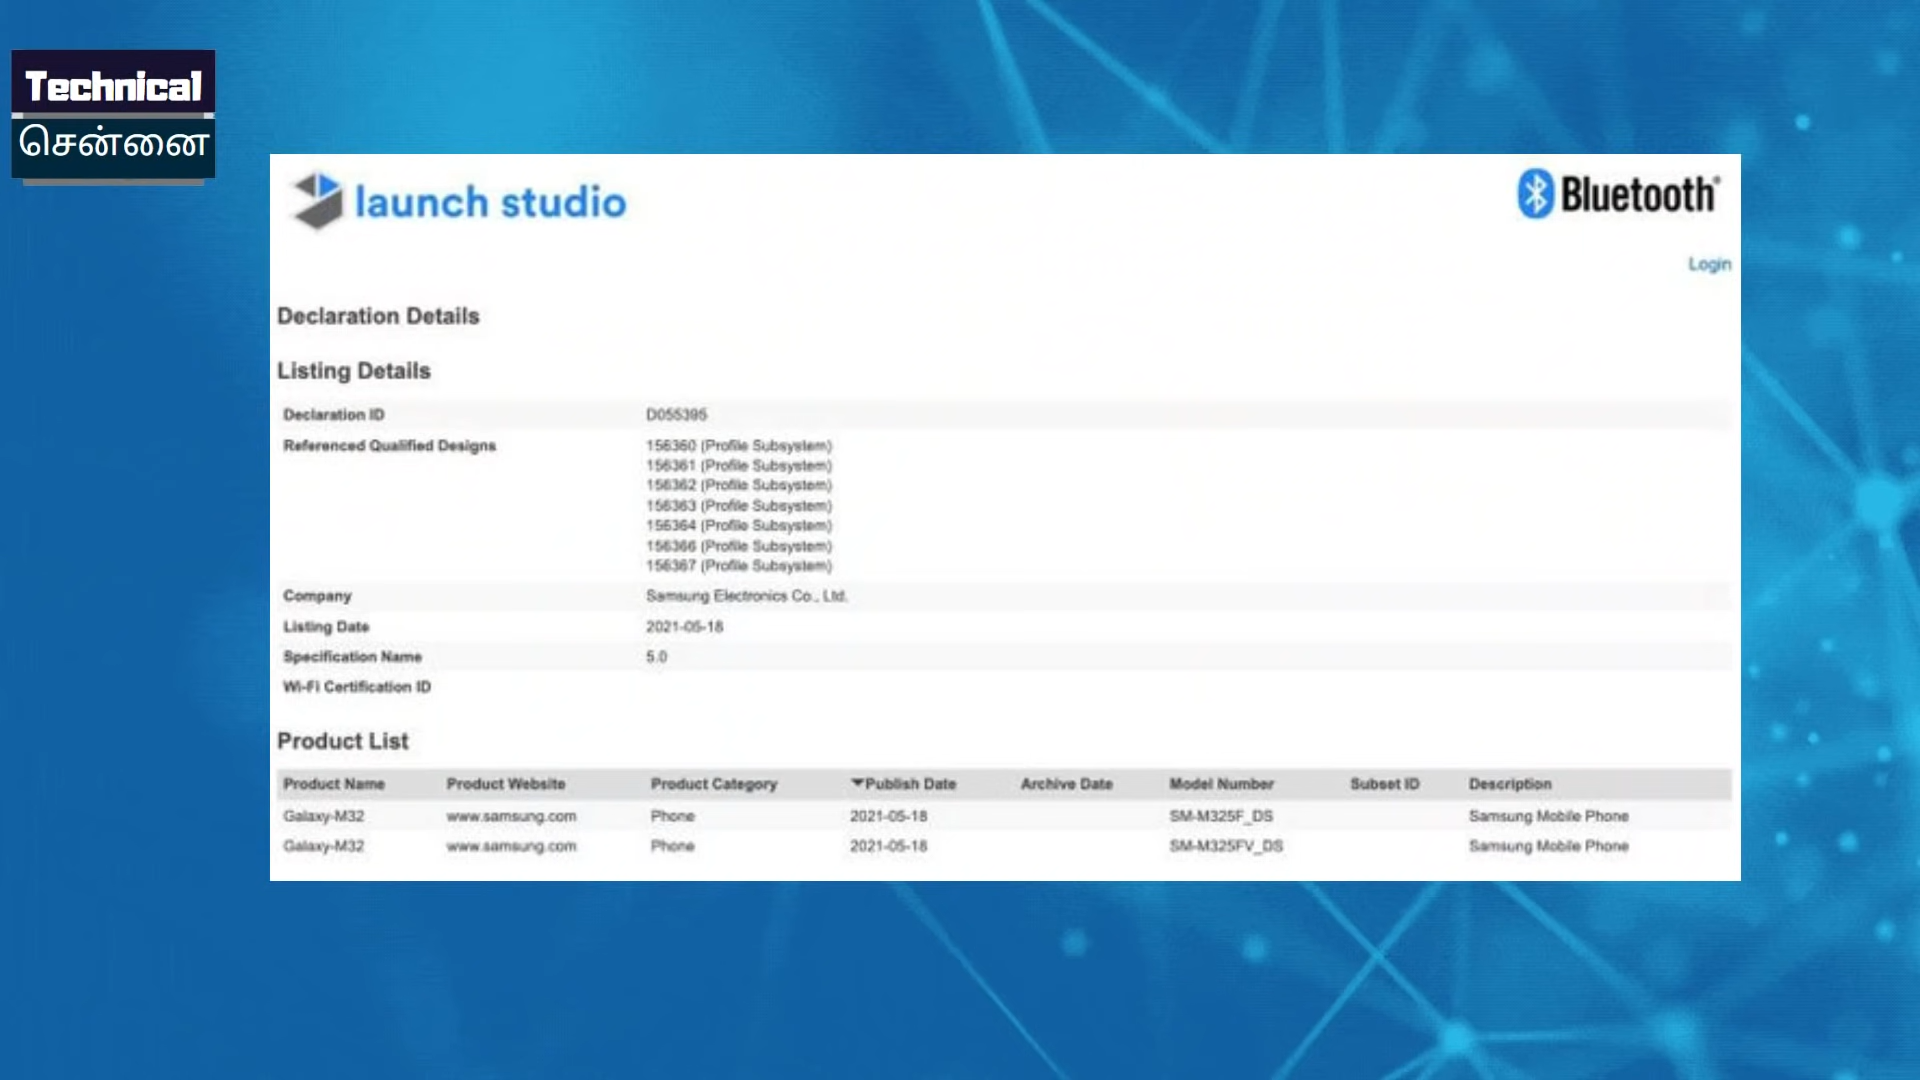 Technical
சென்னை
launch studio
Bluetooth®
Login
Declaration Details
Listing Details
Declaration ID D055395
Referenced Qualified Designs 156360 (Profile Subsystem)
156361 (Profile Subsystem)
156362 (Profile Subsystem)
156363 (Profile Subsystem)
156364 (Profile Subsystem)
156366 (Profile Subsystem)
156367 (Profile Subsystem)
Company Samsung Electronics Co., Ltd.
Listing Date 2021-05-18
Specification Name 5.0
Wi-Fi Certification ID
Product List
Product Name Product Website Product Category Publish Date Archive Date Model Number Subset ID Description
Galaxy-M32 www.samsung.com Phone 2021-05-18 SM-M325F_DS Samsung Mobile Phone
Galaxy-M32 www.samsung.com Phone 2021-05-18 SM-M325FV_DS Samsung Mobile Phone